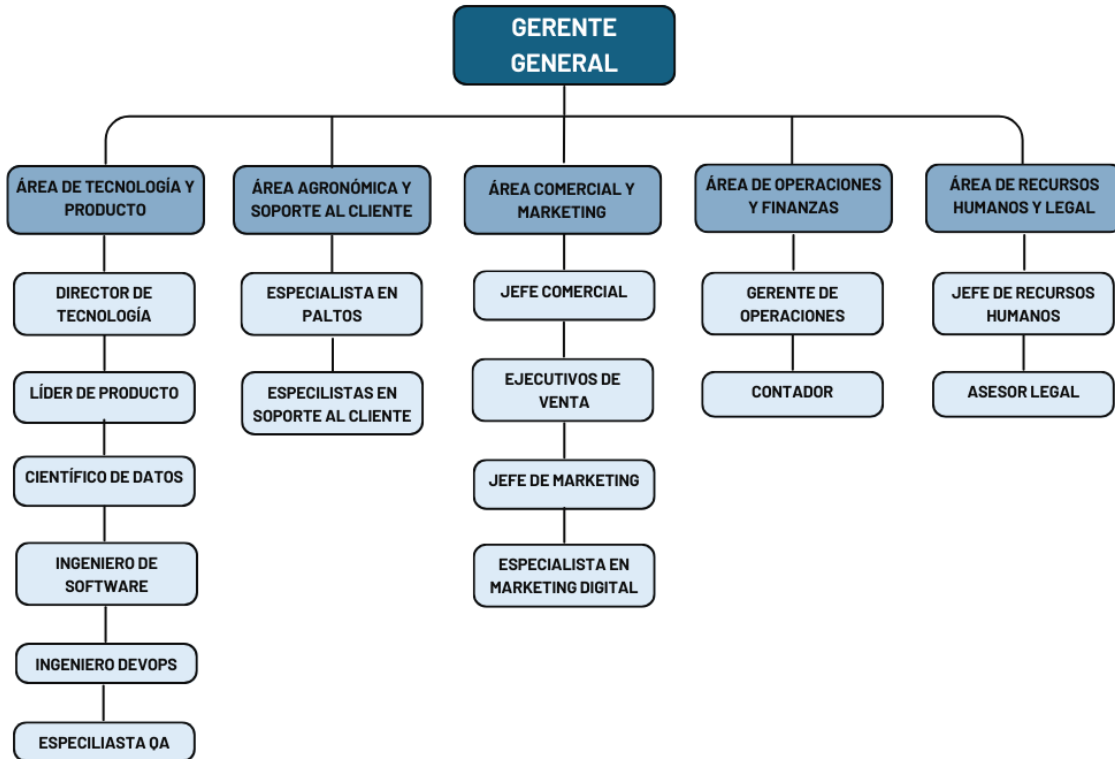 GERENTE
GENERAL
ÁREA DE TECNOLOGÍA Y
PRODUCTO
ÁREA AGRONÓMICA Y
SOPORTE AL CLIENTE
ÁREA COMERCIAL Y
MARKETING
ÁREA DE OPERACIONES
Y FINANZAS
ÁREA DE RECURSOS
HUMANOS Y LEGAL
DIRECTOR DE
TECNOLOGÍA
ESPECIALISTA EN
PALTOS
JEFE COMERCIAL
GERENTE DE
OPERACIONES
JEFE DE RECURSOS
HUMANOS
LÍDER DE PRODUCTO
ESPECILISTAS EN
SOPORTE AL CLIENTE
EJECUTIVOS DE
VENTA
CONTADOR
ASESOR LEGAL
CIENTÍFICO DE DATOS
JEFE DE MARKETING
INGENIERO DE
SOFTWARE
ESPECIALISTA EN
MARKETING DIGITAL
INGENIERO DEVOPS
ESPECILIASTA QA